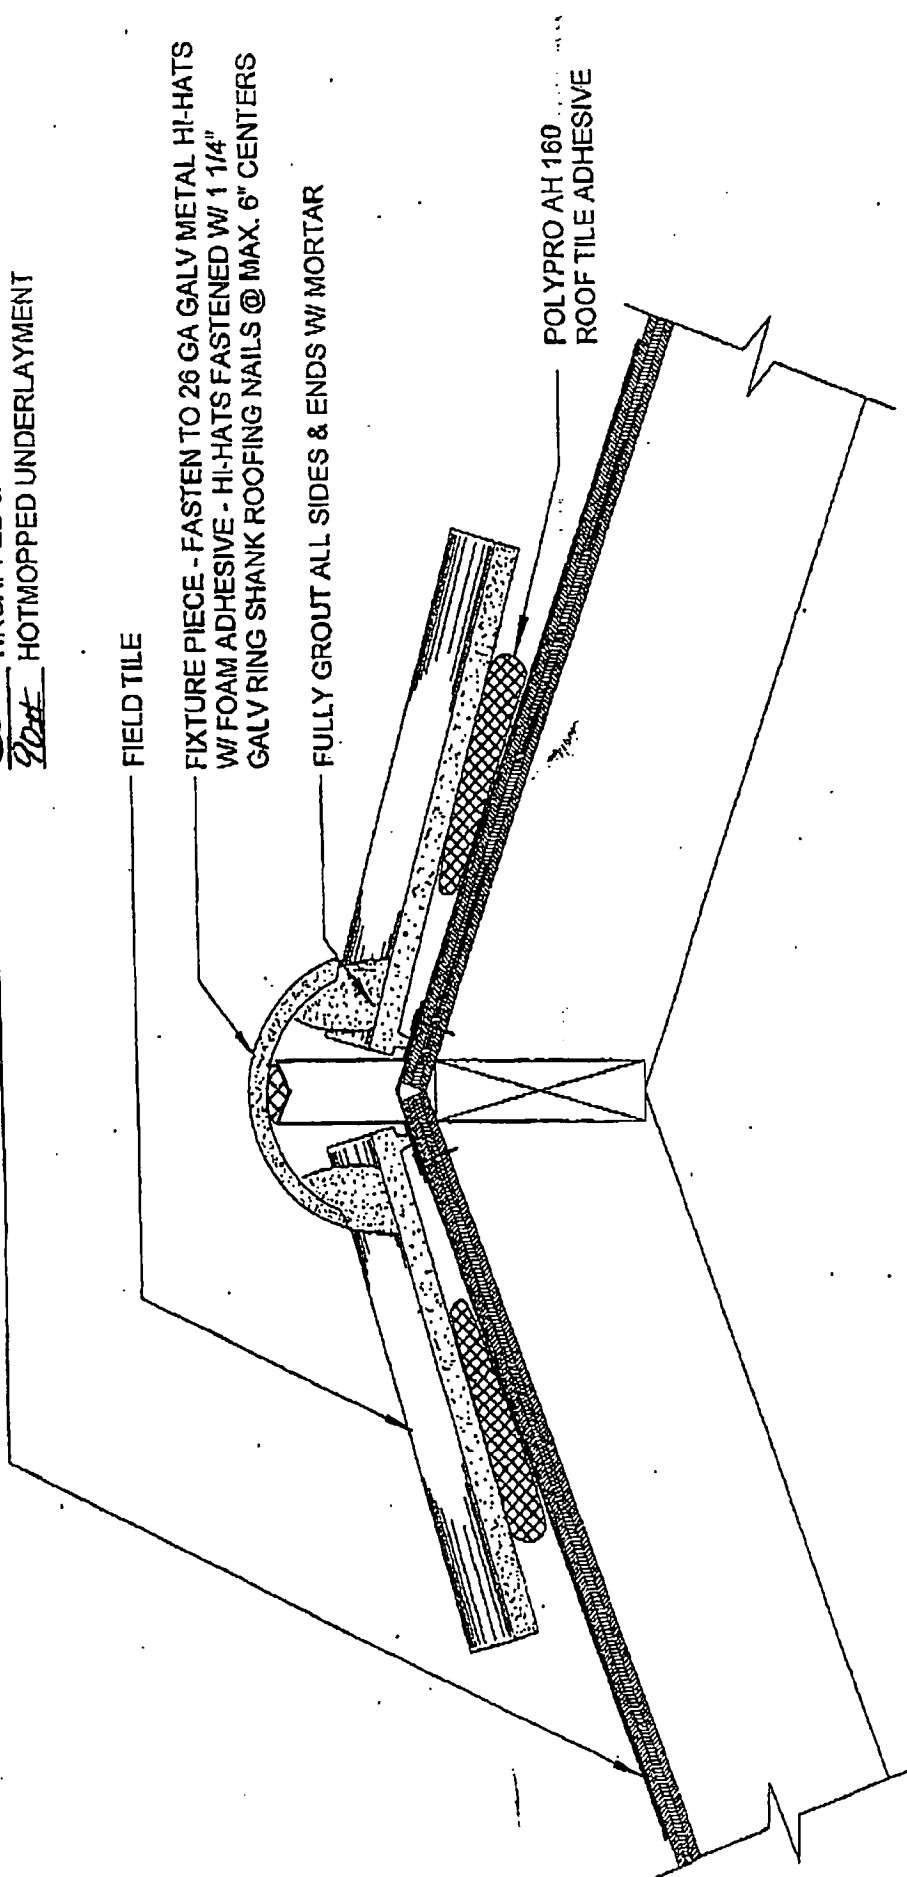 HOTMOPPED UNDERLAYMENT
FIELD TILE
FIXTURE PIECE - FASTEN TO 26 GA GALV METAL HI-HATS
W/ FOAM ADHESIVE - HI-HATS FASTENED W/ 1 1/4"
GALV RING SHANK ROOFING NAILS @ MAX. 6" CENTERS
FULLY GROUT ALL SIDES & ENDS W/ MORTAR
POLYPRO AH 160
ROOF TILE ADHESIVE